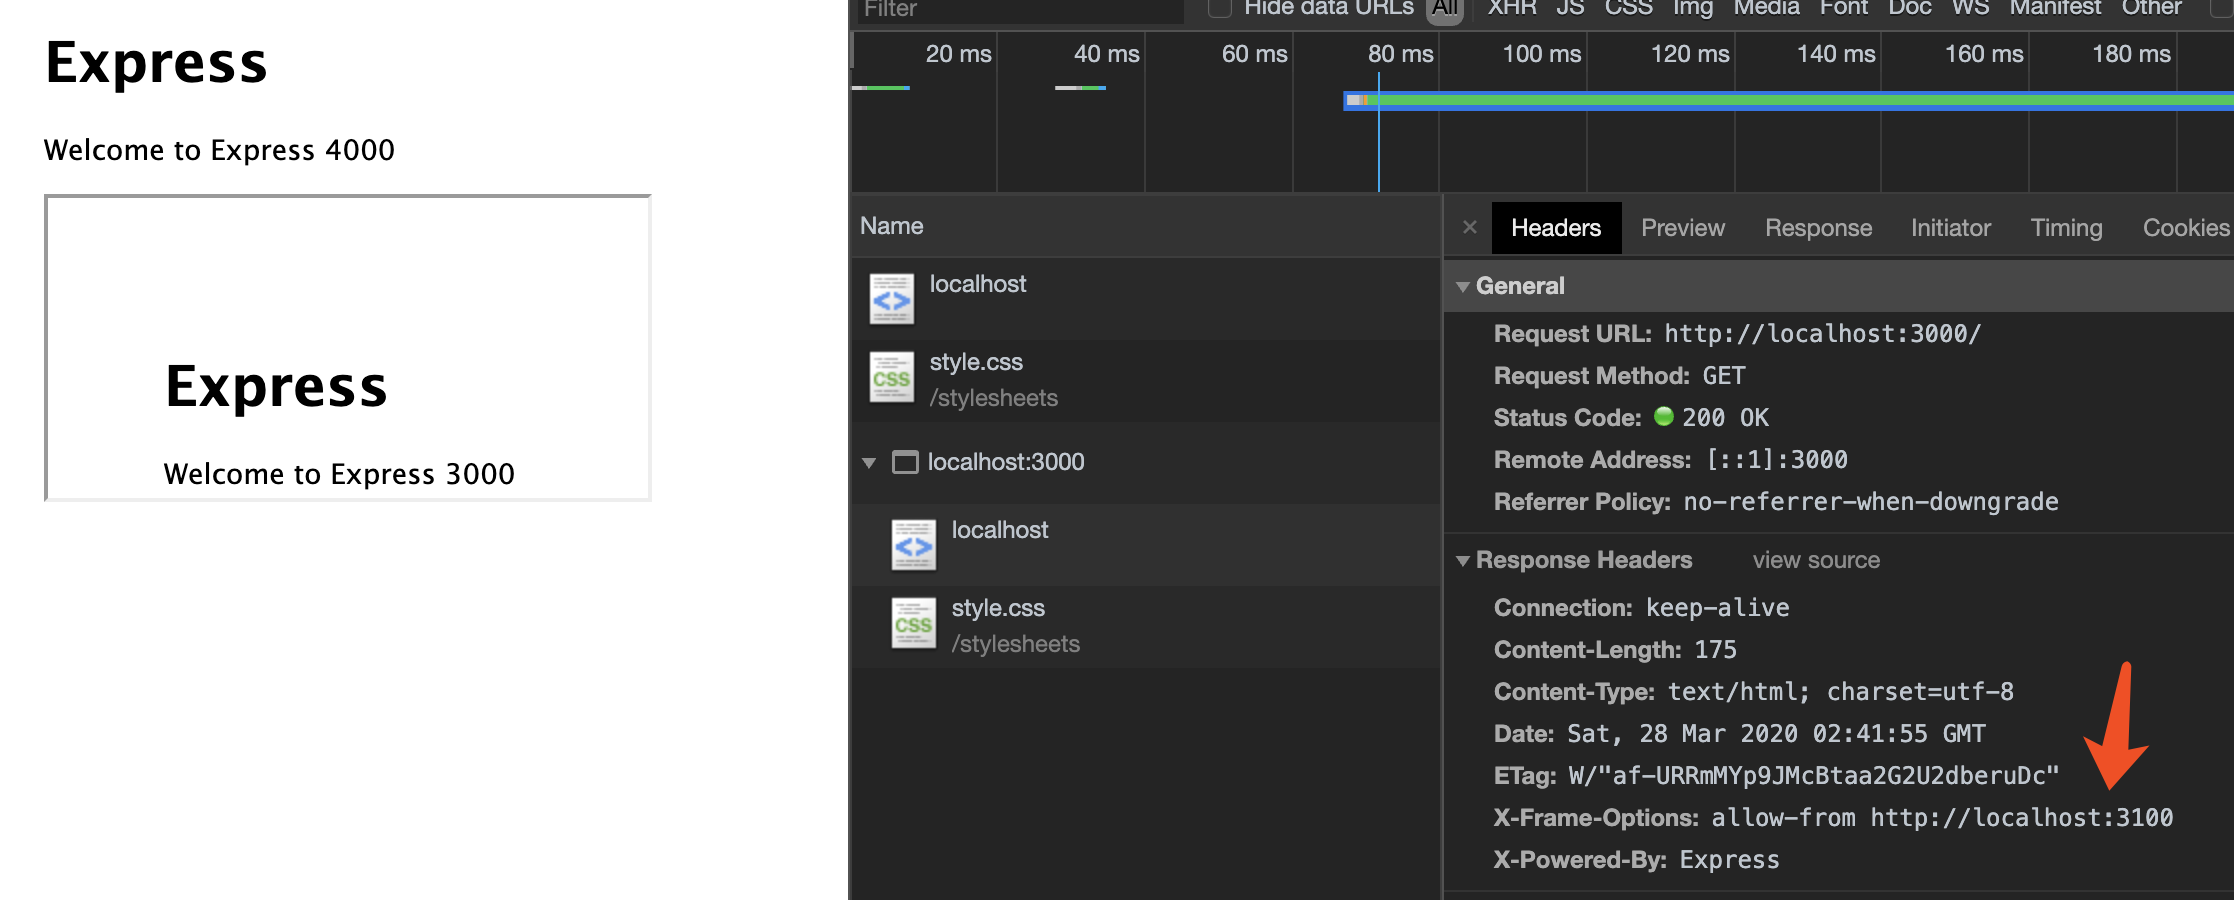 Express
Welcome to Express 4000
Express
Welcome to Express 3000
Filter Hide data URLs All XHR JS CSS Img Media Font Doc WS Manifest Other
20 ms 40 ms 60 ms 80 ms 100 ms 120 ms 140 ms 160 ms 180 ms
Name
localhost
CSS
style.css
/stylesheets
localhost:3000
localhost
CSS
style.css
/stylesheets
× Headers Preview Response Initiator Timing Cookies
General
Request URL: http://localhost:3000/
Request Method: GET
Status Code: 200 OK
Remote Address: [::1]:3000
Referrer Policy: no-referrer-when-downgrade
Response Headers view source
Connection: keep-alive
Content-Length: 175
Content-Type: text/html; charset=utf-8
Date: Sat, 28 Mar 2020 02:41:55 GMT
ETag: W/"af-URRmMYp9JMcBtaa2G2U2dberuDc"
X-Frame-Options: allow-from http://localhost:3100
X-Powered-By: Express